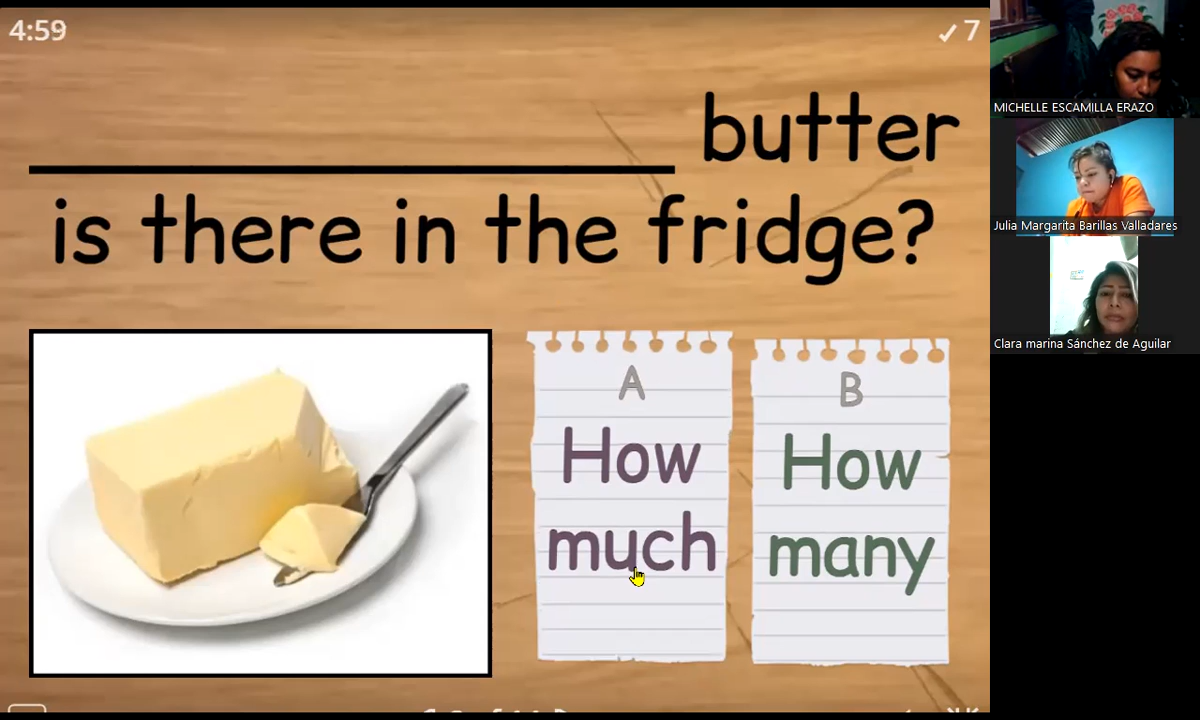 4:59
✓ 7
butter
is there in the fridge?
A
How
much
B
How
many
MICHELLE ESCAMILLA ERAZO
Julia Margarita Barillas Valladares
Clara marina Sánchez de Aguilar